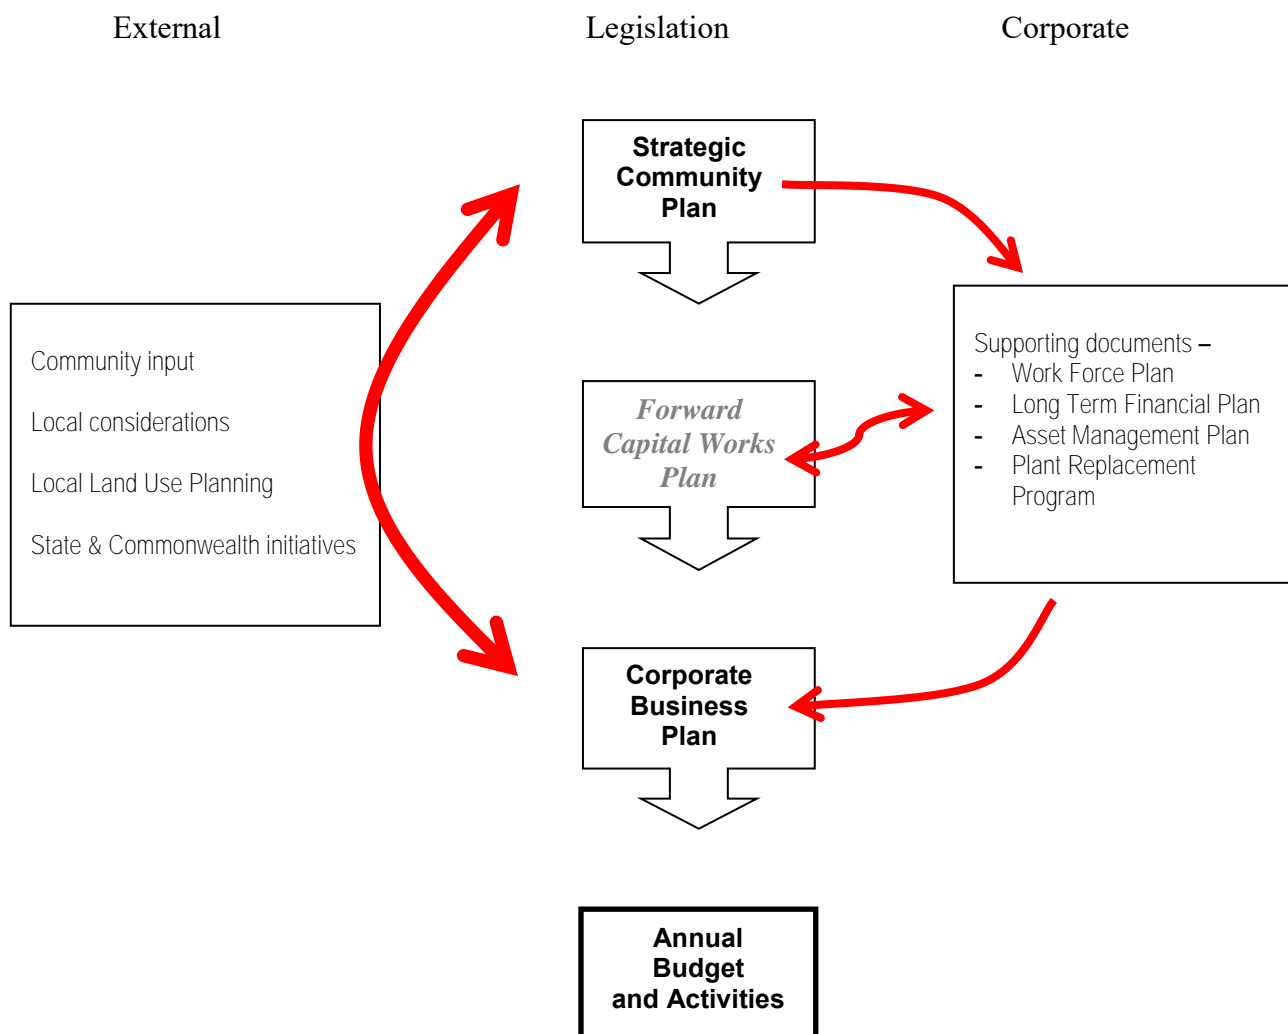 External
Legislation
Corporate
Strategic
Community
Plan
Community input
Local considerations
Local Land Use Planning
State & Commonwealth initiatives
Forward
Capital Works
Plan
Supporting documents –
- Work Force Plan
- Long Term Financial Plan
- Asset Management Plan
- Plant Replacement
Program
Corporate
Business
Plan
Annual
Budget
and Activities